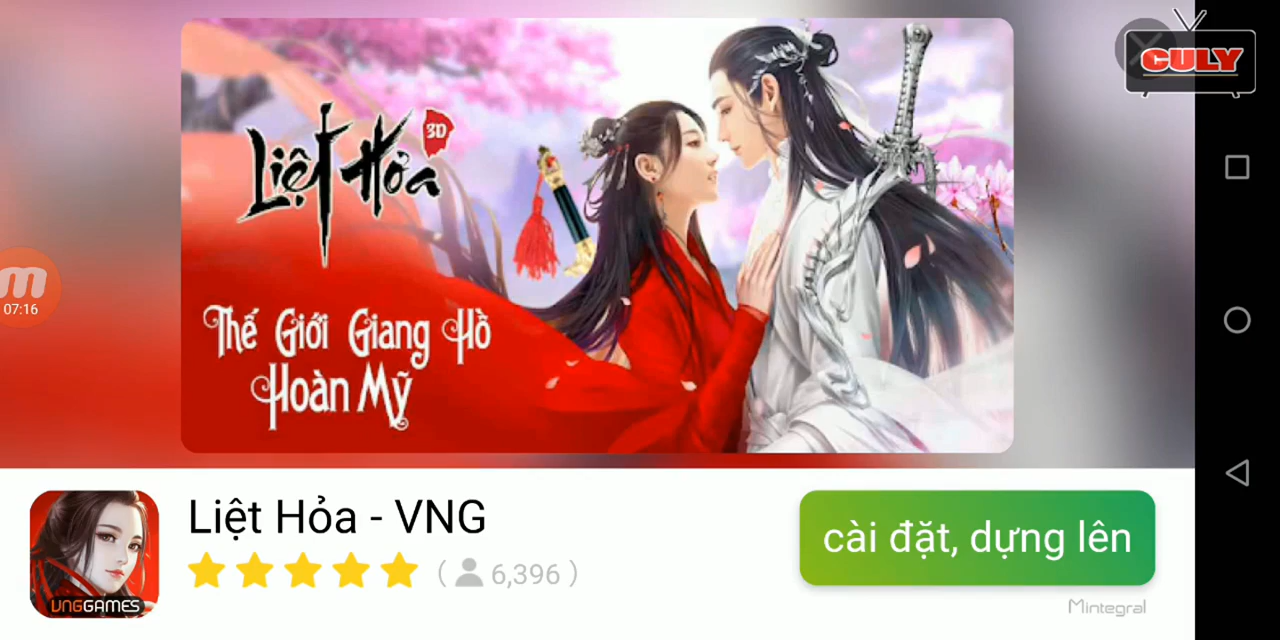 CULY
Liệt Hỏa
3D
07:16
Thế Giới Giang Hồ
Hoàn Mỹ
Liệt Hỏa - VNG
(6,396)
VNGGAMES
cài đặt, dựng lên
Mintegral